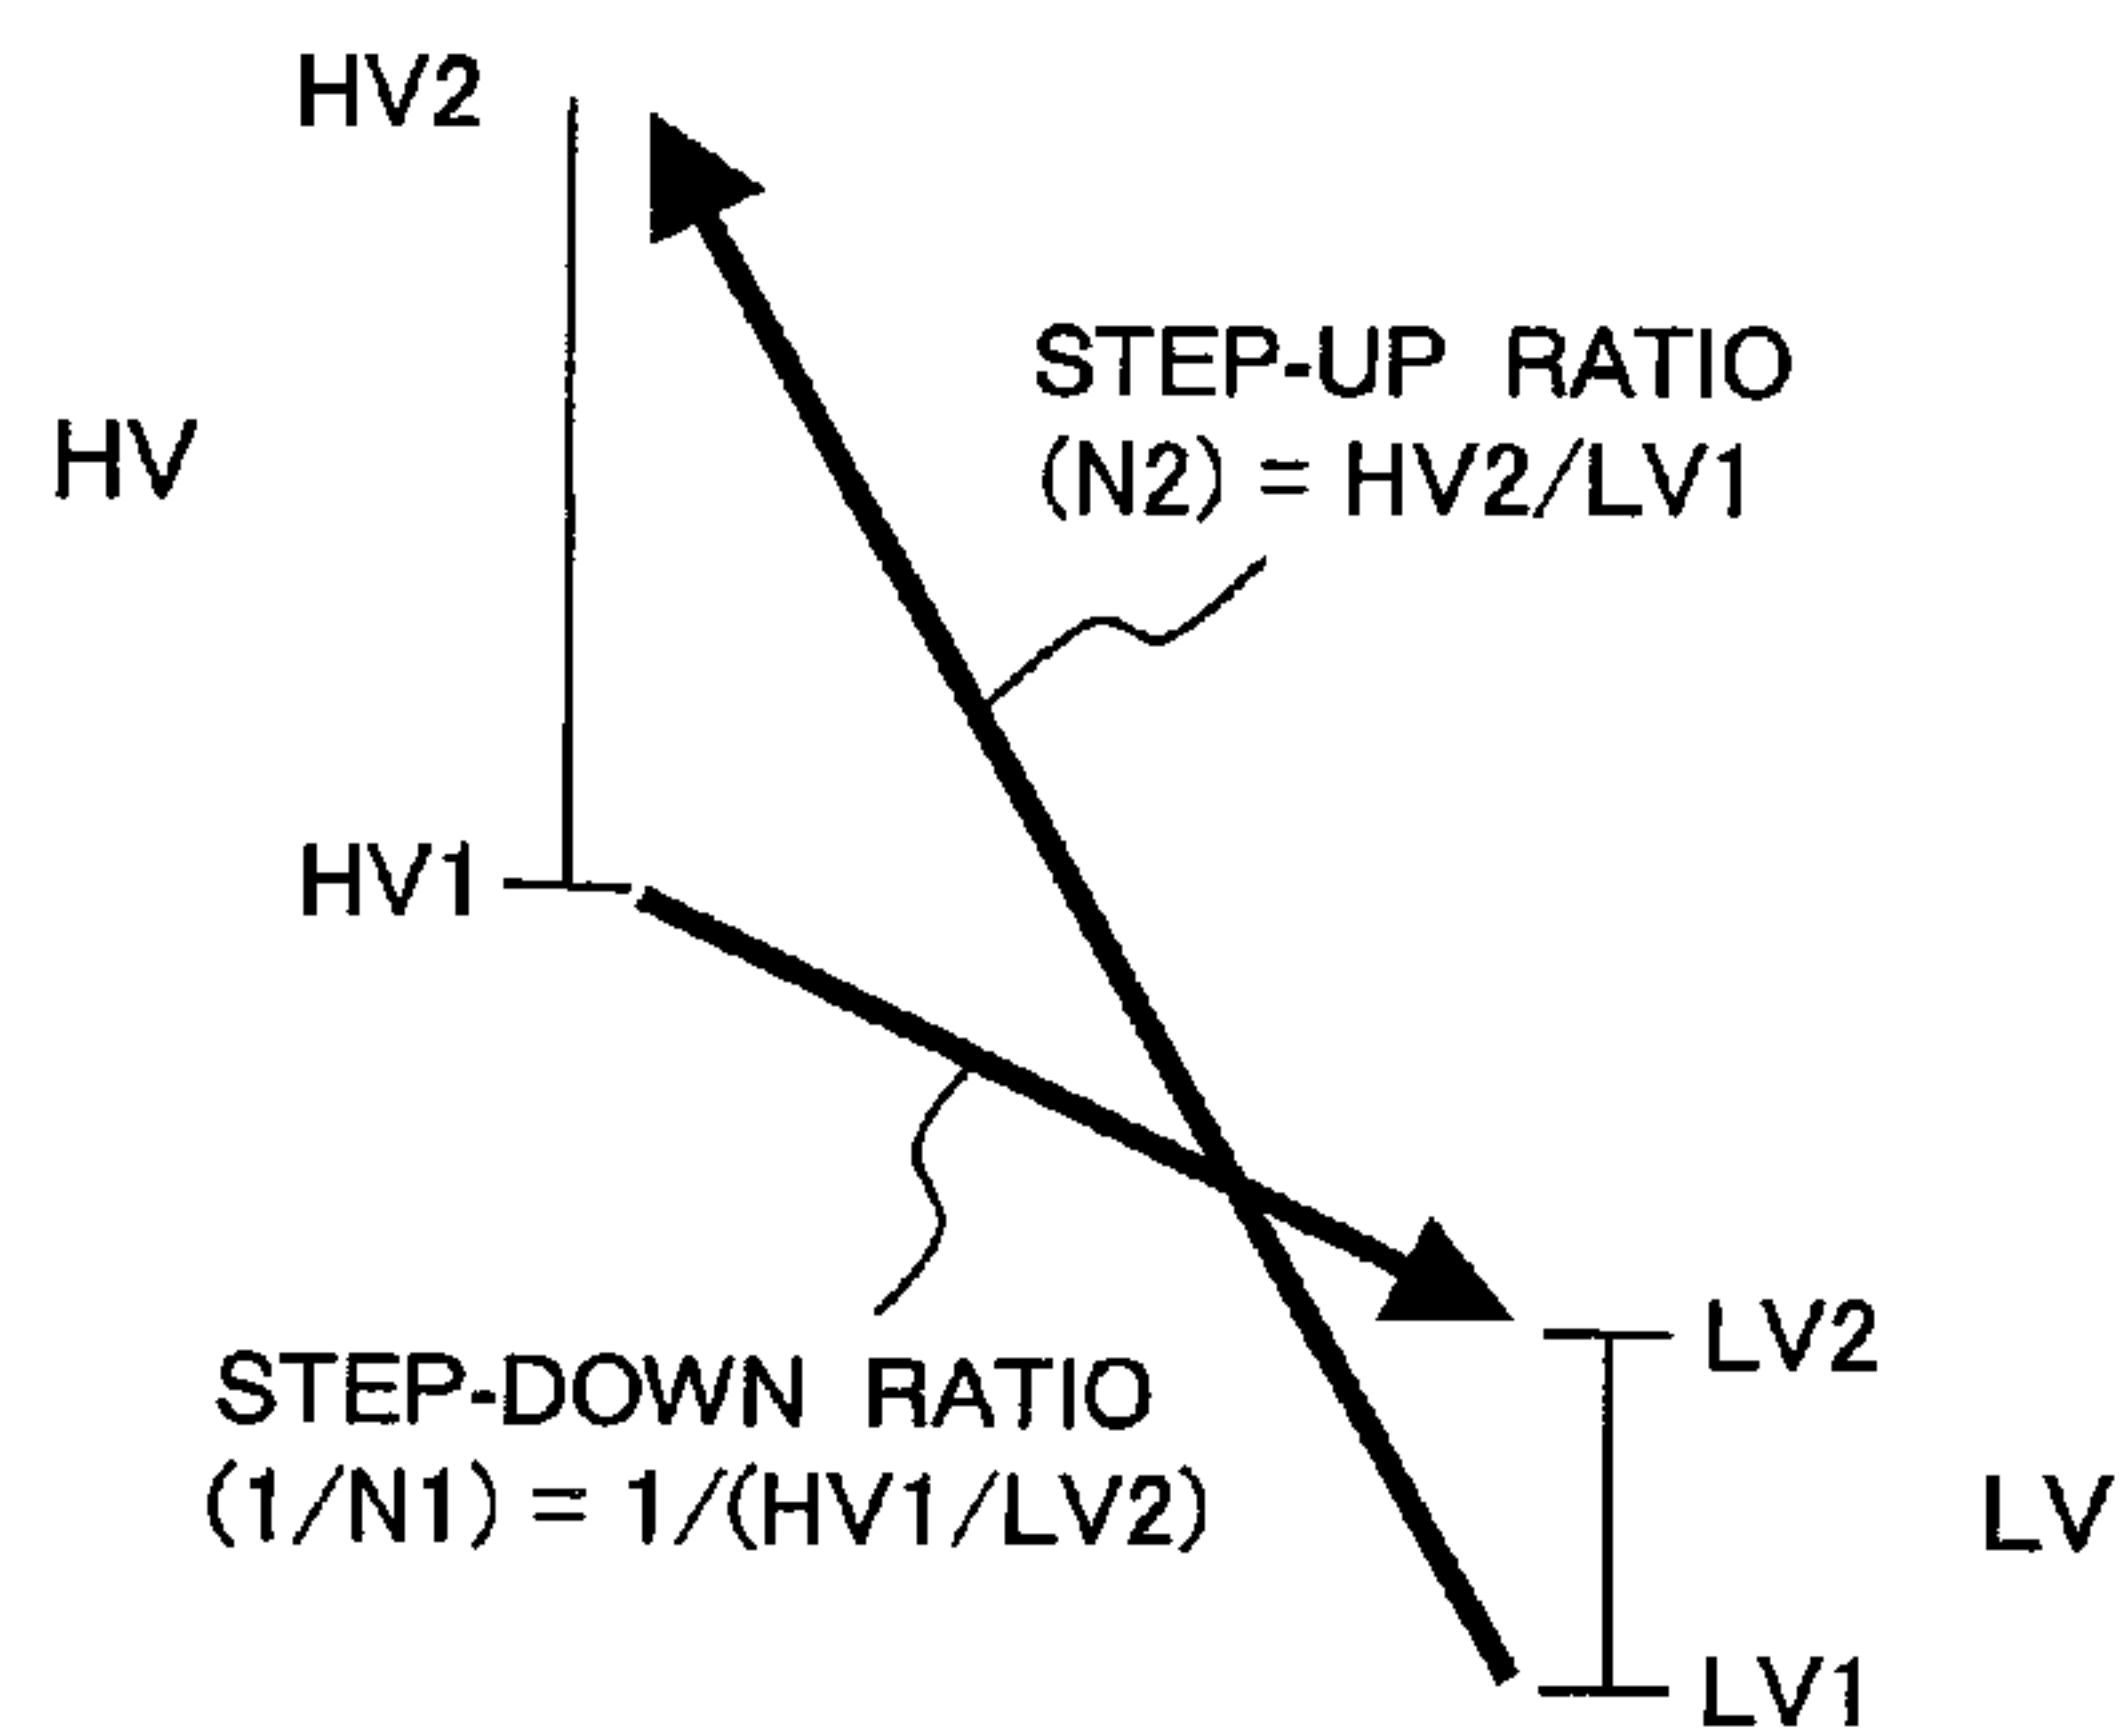 HV2
STEP-UP RATIO
(N2) = HV2/LV1
HV
HV1
LV2
STEP-DOWN RATIO
(1/N1) = 1/(HV1/LV2)
LV
LV1